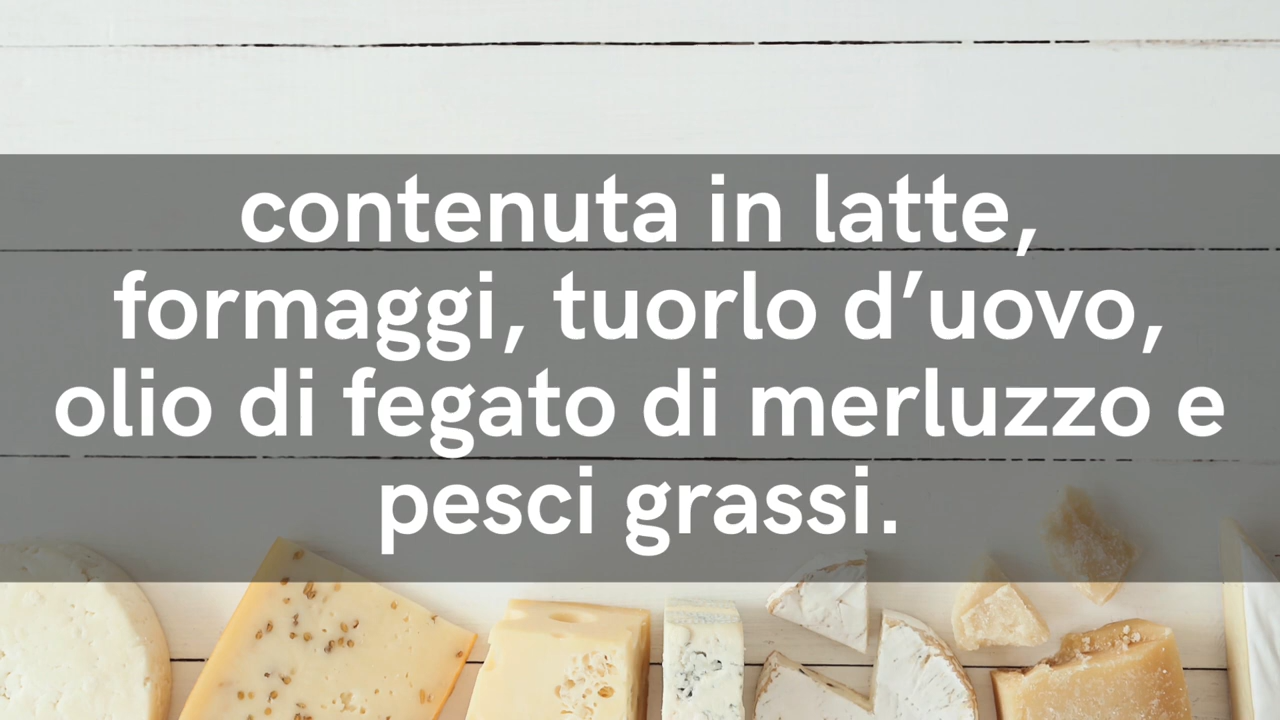 contenuta in latte,
formaggi, tuorlo d’uovo,
olio di fegato di merluzzo e
pesci grassi.